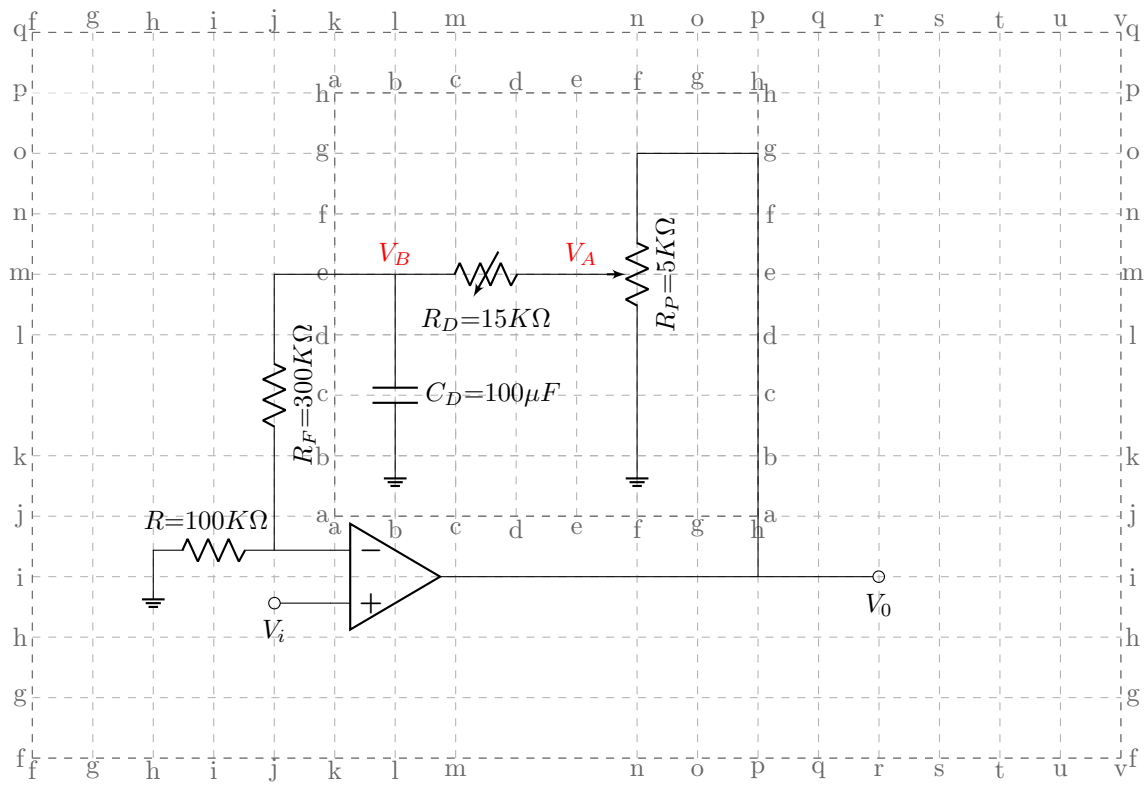 f g h i j k l m n o p q r s t u v
q q
a b c d e f g h
p h h p
o g g o
n f f n
V_B V_A
m e e m
R_P=5KΩ
R_D=15KΩ
l d d l
R_F=300KΩ
c C_D=100μF c
k b b k
R=100KΩ
j a a j
a b c d e f g h
− 
i i
+
V_i V_0
h h
g g
f f
f g h i j k l m n o p q r s t u v